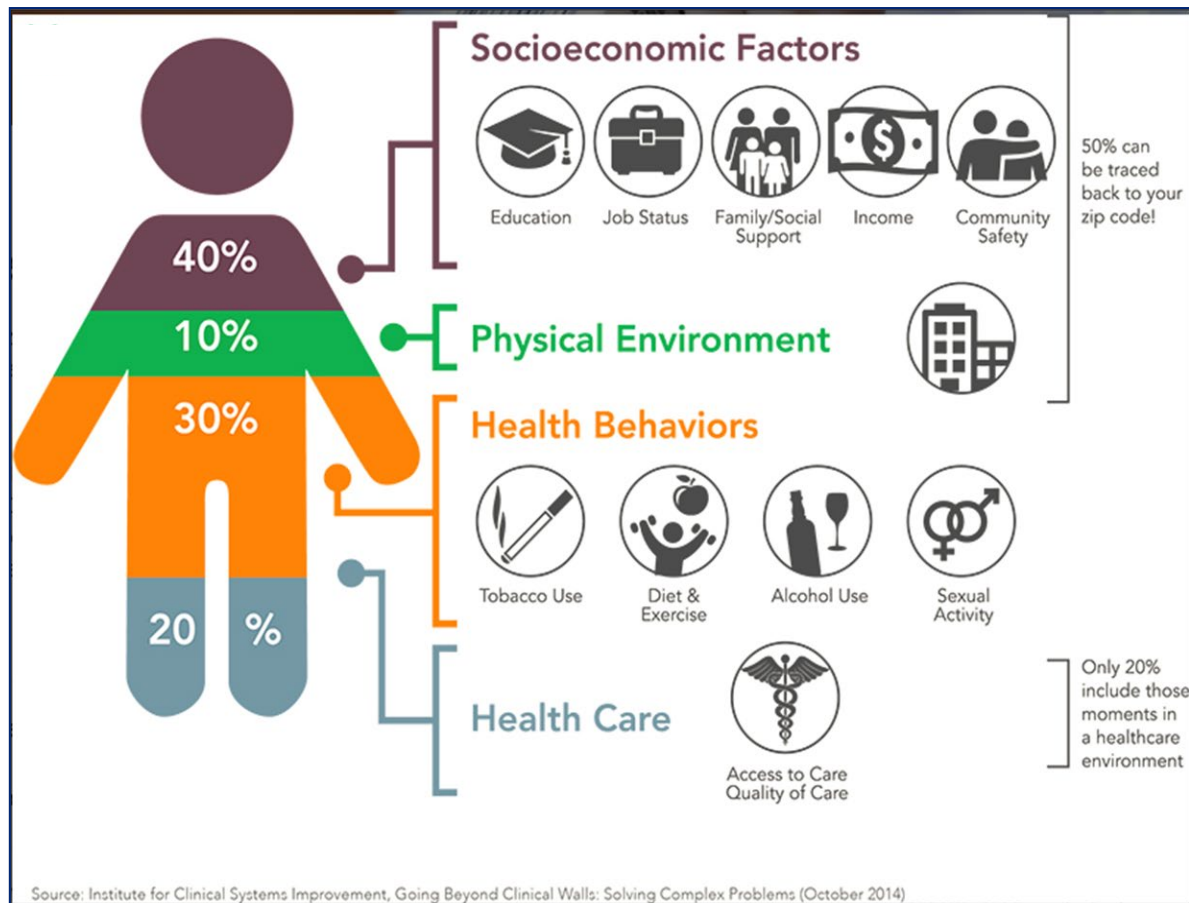 Socioeconomic Factors
Education
Job Status
Family/Social
Support
Income
Community
Safety
50% can
be traced
back to your
zip code!
40%
10%
Physical Environment
30%
Health Behaviors
Tobacco Use
Diet &
Exercise
Alcohol Use
Sexual
Activity
20 %
Health Care
Access to Care
Quality of Care
Only 20%
include those
moments in
a healthcare
environment
Source: Institute for Clinical Systems Improvement, Going Beyond Clinical Walls: Solving Complex Problems (October 2014)